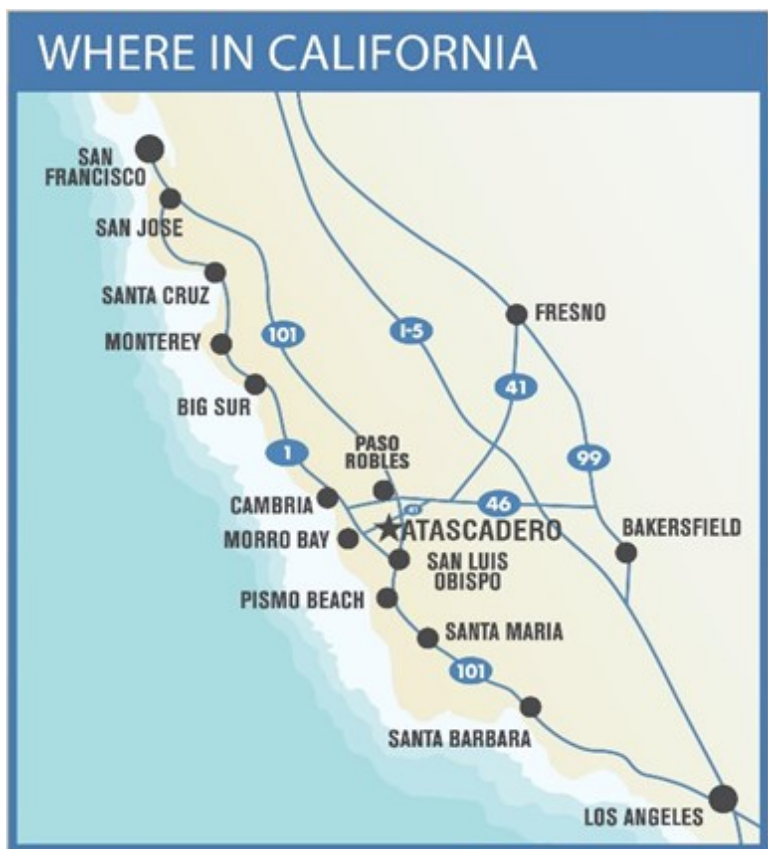 WHERE IN CALIFORNIA
SAN
FRANCISCO
SAN JOSE
SANTA CRUZ
MONTEREY
101
I-5
FRESNO
BIG SUR
41
1
PASO
ROBLES
99
CAMBRIA
46
41
MORRO BAY
ATASCADERO
BAKERSFIELD
SAN LUIS
OBISPO
PISMO BEACH
SANTA MARIA
101
SANTA BARBARA
LOS ANGELES